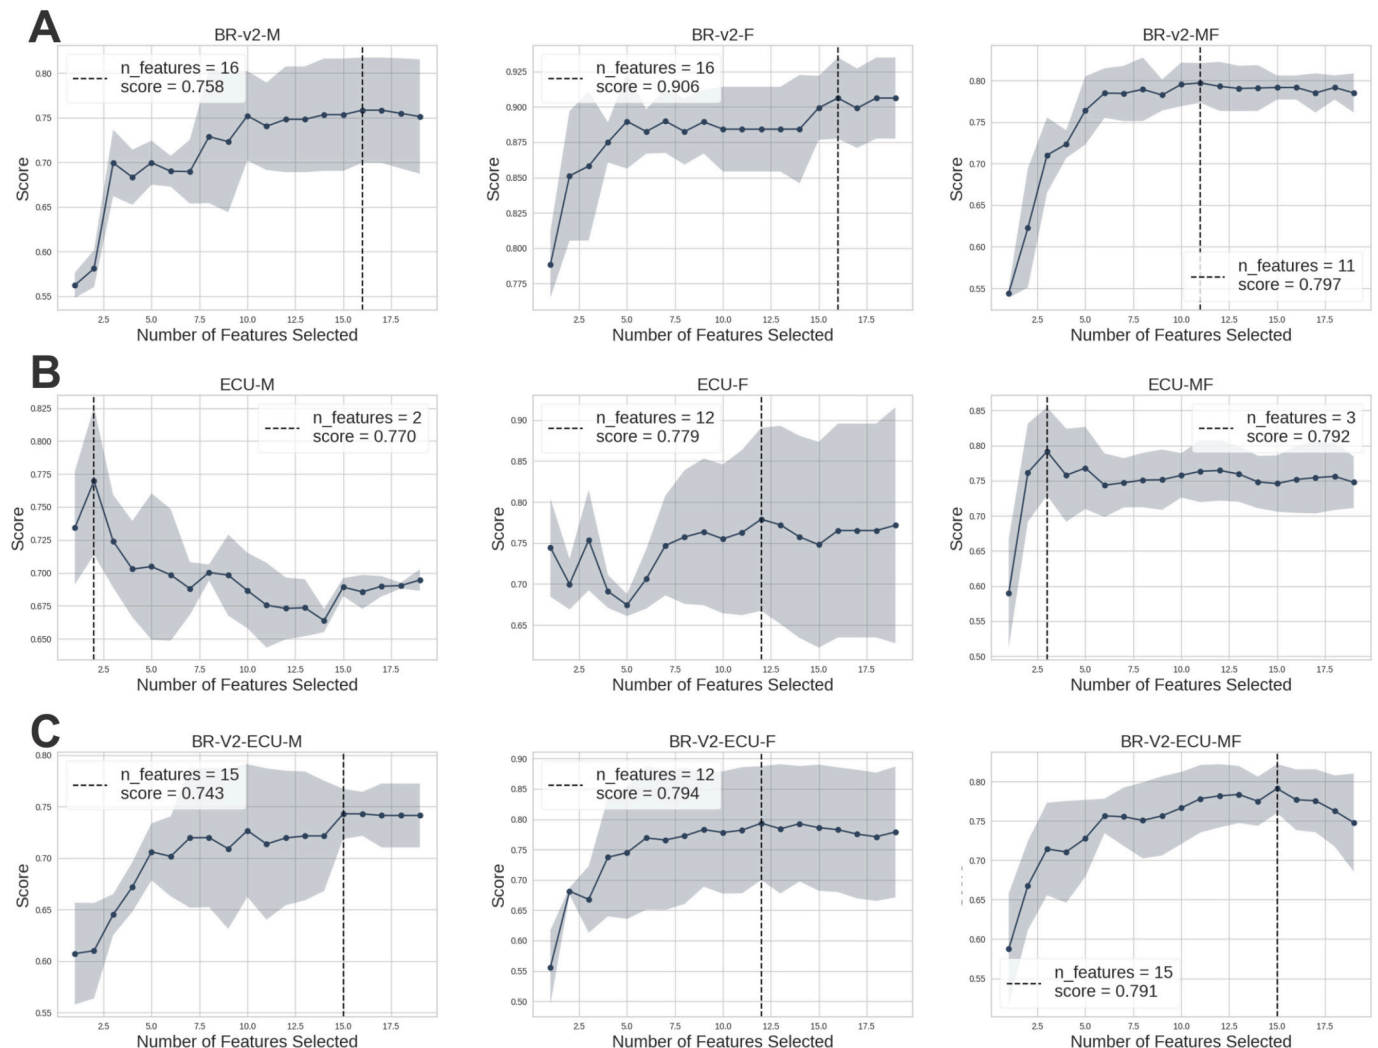 A
BR-v2-M
n_features = 16
score = 0.758
0.80
0.75
0.70
0.65
0.60
0.55
Score
2.5 5.0 7.5 10.0 12.5 15.0 17.5
Number of Features Selected
BR-v2-F
n_features = 16
score = 0.906
0.925
0.900
0.875
0.850
0.825
0.800
0.775
Score
2.5 5.0 7.5 10.0 12.5 15.0 17.5
Number of Features Selected
BR-v2-MF
0.80
0.75
0.70
0.65
0.60
0.55
Score
n_features = 11
score = 0.797
2.5 5.0 7.5 10.0 12.5 15.0 17.5
Number of Features Selected
B
ECU-M
n_features = 2
score = 0.770
0.825
0.800
0.775
0.750
0.725
0.700
0.675
0.650
Score
2.5 5.0 7.5 10.0 12.5 15.0 17.5
Number of Features Selected
ECU-F
n_features = 12
score = 0.779
0.90
0.85
0.80
0.75
0.70
0.65
Score
2.5 5.0 7.5 10.0 12.5 15.0 17.5
Number of Features Selected
ECU-MF
n_features = 3
score = 0.792
0.85
0.80
0.75
0.70
0.65
0.60
0.55
0.50
Score
2.5 5.0 7.5 10.0 12.5 15.0 17.5
Number of Features Selected
C
BR-V2-ECU-M
n_features = 15
score = 0.743
0.80
0.75
0.70
0.65
0.60
0.55
Score
2.5 5.0 7.5 10.0 12.5 15.0 17.5
Number of Features Selected
BR-V2-ECU-F
n_features = 12
score = 0.794
0.90
0.85
0.80
0.75
0.70
0.65
0.60
0.55
0.50
Score
2.5 5.0 7.5 10.0 12.5 15.0 17.5
Number of Features Selected
BR-V2-ECU-MF
0.80
0.75
0.70
0.65
0.60
0.55
n_features = 15
score = 0.791
2.5 5.0 7.5 10.0 12.5 15.0 17.5
Number of Features Selected